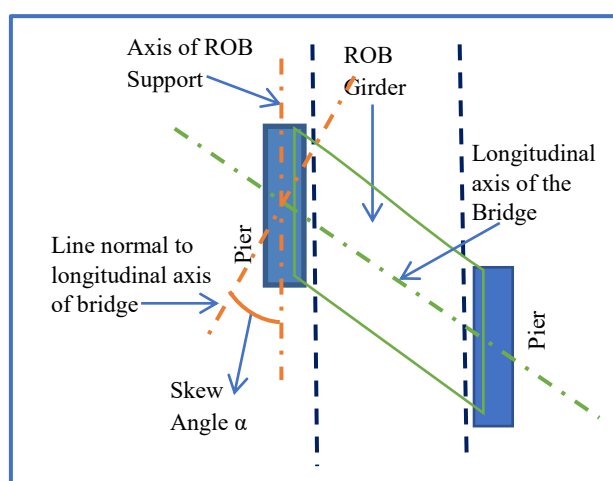 Axis of ROB
Support
ROB
Girder
Longitudinal
axis of the
Bridge
Pier
Line normal to
longitudinal axis
of bridge
Pier
Skew
Angle α